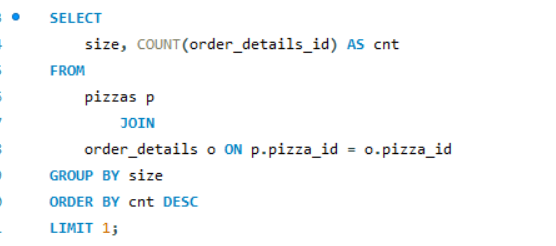 SELECT
size, COUNT(order_details_id) AS cnt
FROM
pizzas p
JOIN
order_details o ON p.pizza_id = o.pizza_id
GROUP BY size
ORDER BY cnt DESC
LIMIT 1;